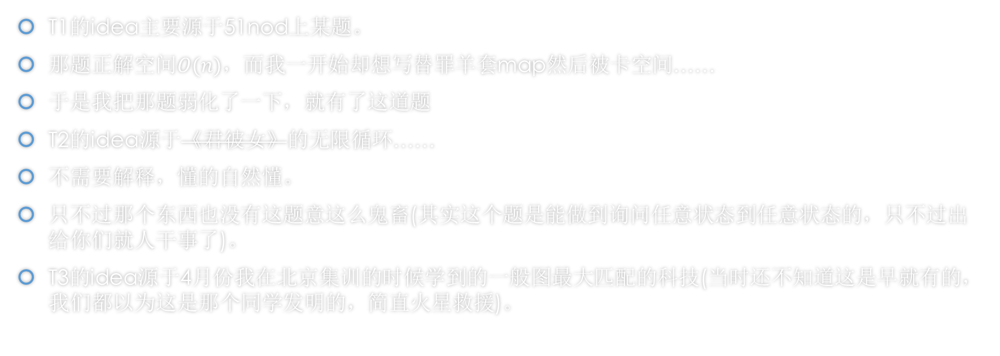 T1的idea主要源于51nod上某题。
那题正解空间O(n)，而我一开始却想写替罪羊套map然后被卡空间……
于是我把那题弱化了一下，就有了这道题
T2的idea源于《君彼女》的无限循环……
不需要解释，懂的自然懂。
只不过那个东西也没有这题意这么鬼畜(其实这个题是能做到询问任意状态到任意状态的，只不过出
给你们就人干事了)。
T3的idea源于4月份我在北京集训的时候学到的一般图最大匹配的科技(当时还不知道这是早就有的，
我们都以为这是那个同学发明的，简直火星救援)。